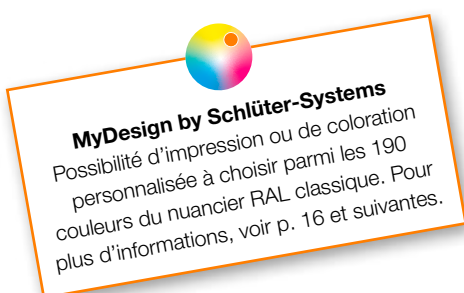 MyDesign by Schlüter-Systems
Possibilité d'impression ou de coloration
personnalisée à choisir parmi les 190
couleurs du nuancier RAL classique. Pour
plus d'informations, voir p. 16 et suivantes.